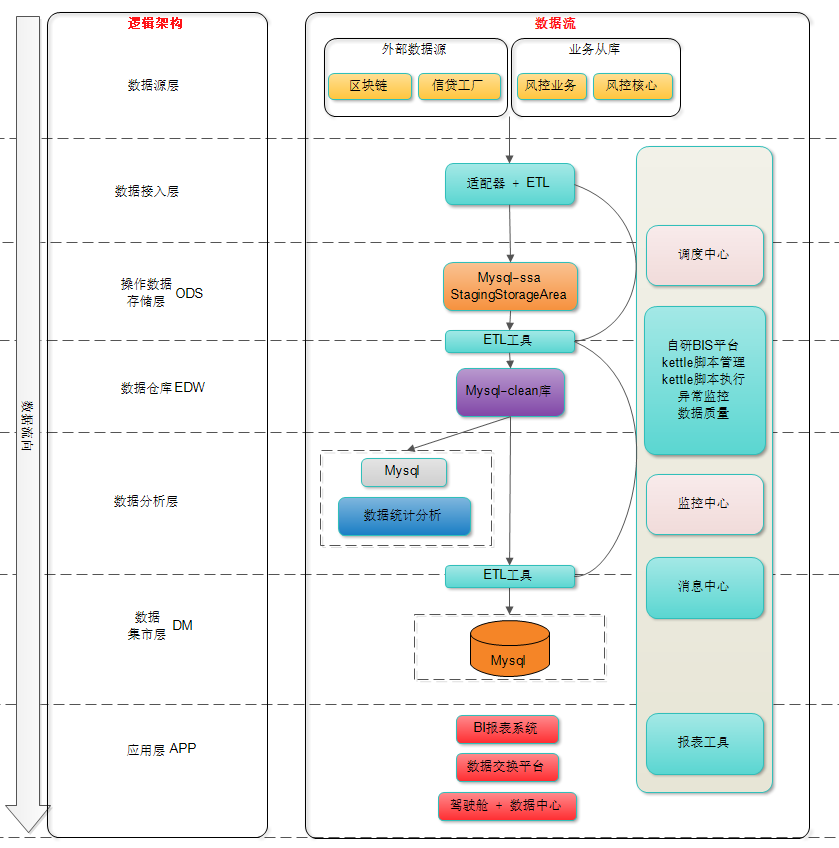 逻辑架构
数据流
外部数据源
业务从库
数据源层
区块链
信贷工厂
风控业务
风控核心
数据接入层
适配器 + ETL
调度中心
操作数据
存储层 ODS
Mysql-ssa
StagingStorageArea
ETL工具
自研BIS平台
kettle脚本管理
kettle脚本执行
异常监控
数据质量
数据仓库 EDW
Mysql-clean库
数据流向
数据分析层
Mysql
数据统计分析
监控中心
ETL工具
消息中心
数据
集市层 DM
Mysql
应用层 APP
BI报表系统
数据交换平台
驾驶舱 + 数据中心
报表工具